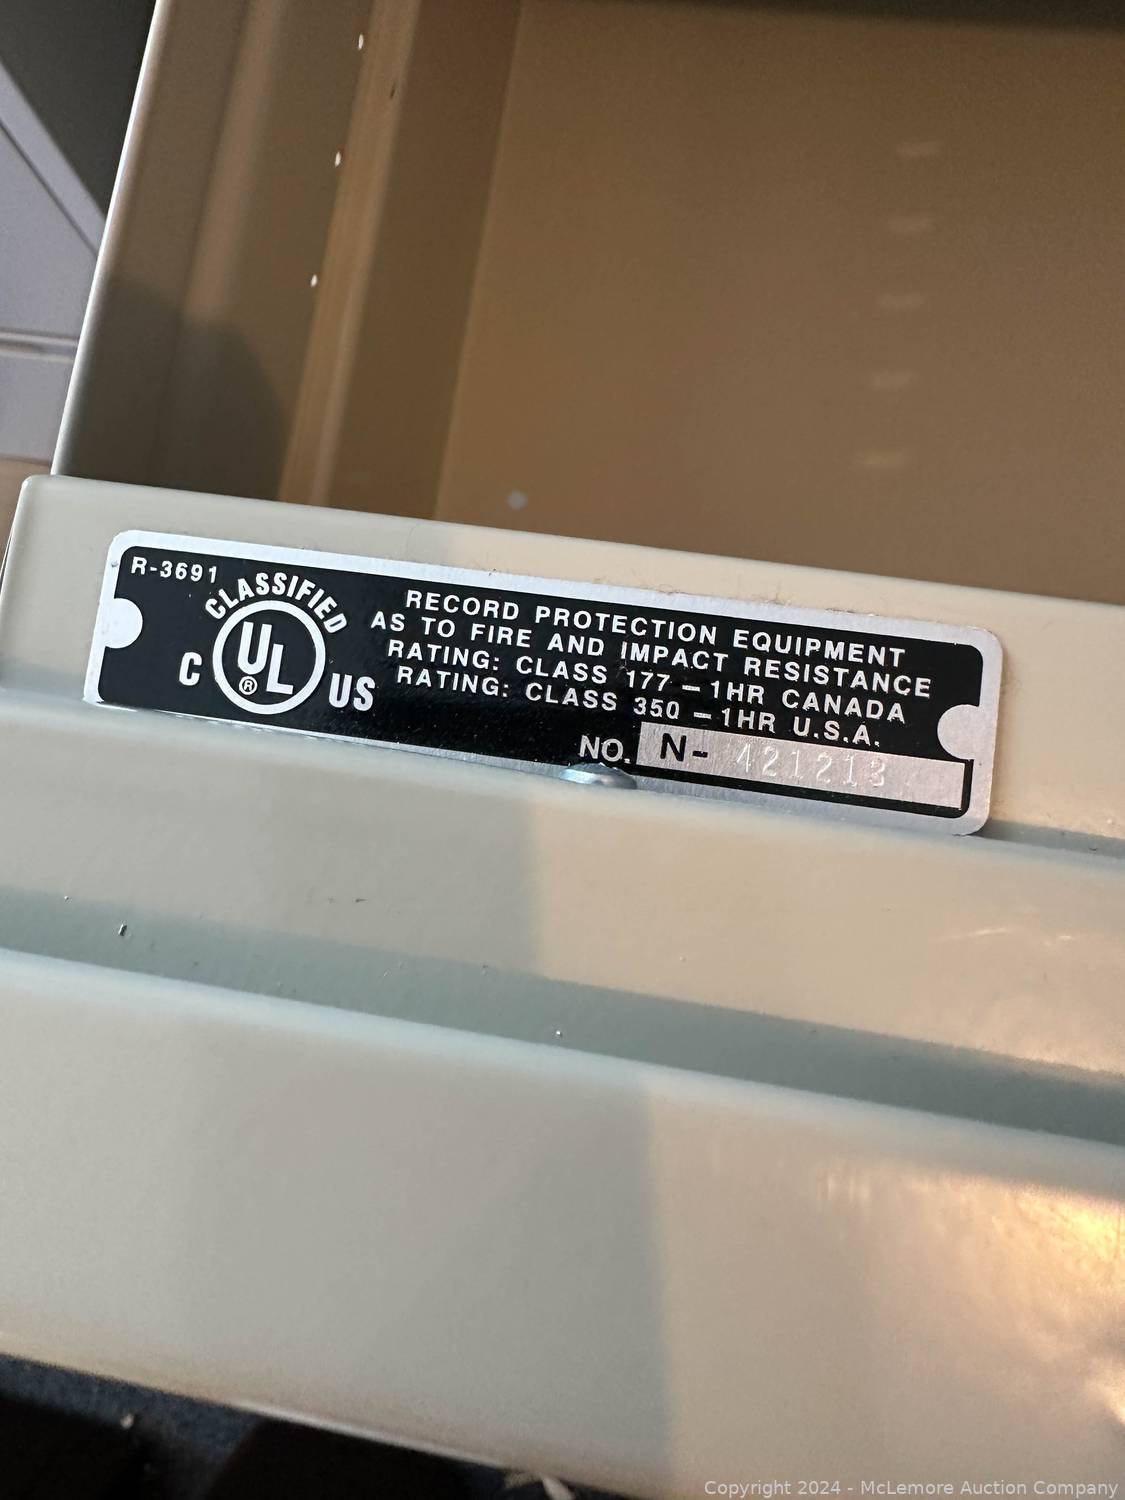 R-3691
CLASSIFIED
C UL® US
RECORD PROTECTION EQUIPMENT
AS TO FIRE AND IMPACT RESISTANCE
RATING: CLASS 177 – 1HR CANADA
RATING: CLASS 350 – 1HR U.S.A.
NO. N- 421213
Copyright 2024 - McLemore Auction Company